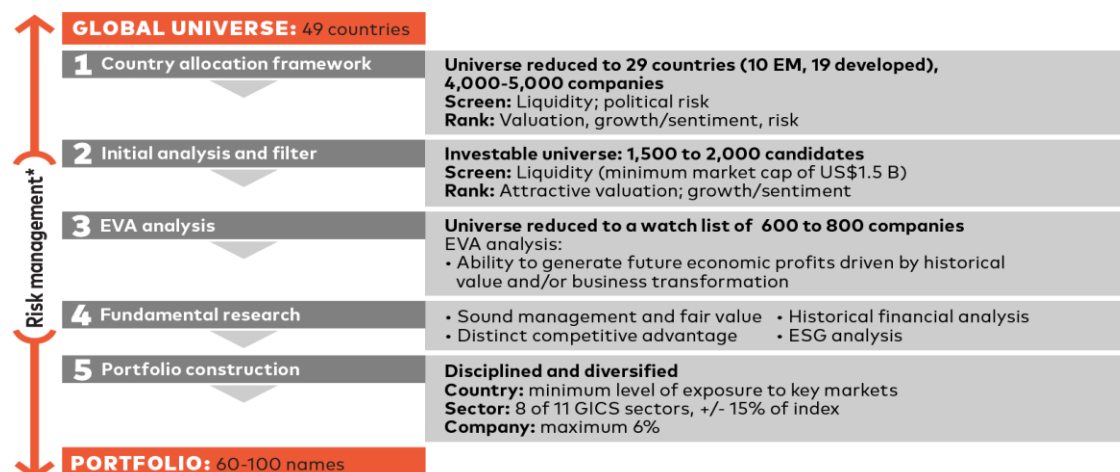 GLOBAL UNIVERSE: 49 countries
1 Country allocation framework
Universe reduced to 29 countries (10 EM, 19 developed),
4,000-5,000 companies
Screen: Liquidity; political risk
Rank: Valuation, growth/sentiment, risk
2 Initial analysis and filter
Investable universe: 1,500 to 2,000 candidates
Screen: Liquidity (minimum market cap of US$1.5 B)
Rank: Attractive valuation; growth/sentiment
3 EVA analysis
Universe reduced to a watch list of 600 to 800 companies
EVA analysis:
• Ability to generate future economic profits driven by historical
value and/or business transformation
4 Fundamental research
• Sound management and fair value • Historical financial analysis
• Distinct competitive advantage • ESG analysis
5 Portfolio construction
Disciplined and diversified
Country: minimum level of exposure to key markets
Sector: 8 of 11 GICS sectors, +/- 15% of index
Company: maximum 6%
PORTFOLIO: 60-100 names
Risk management*